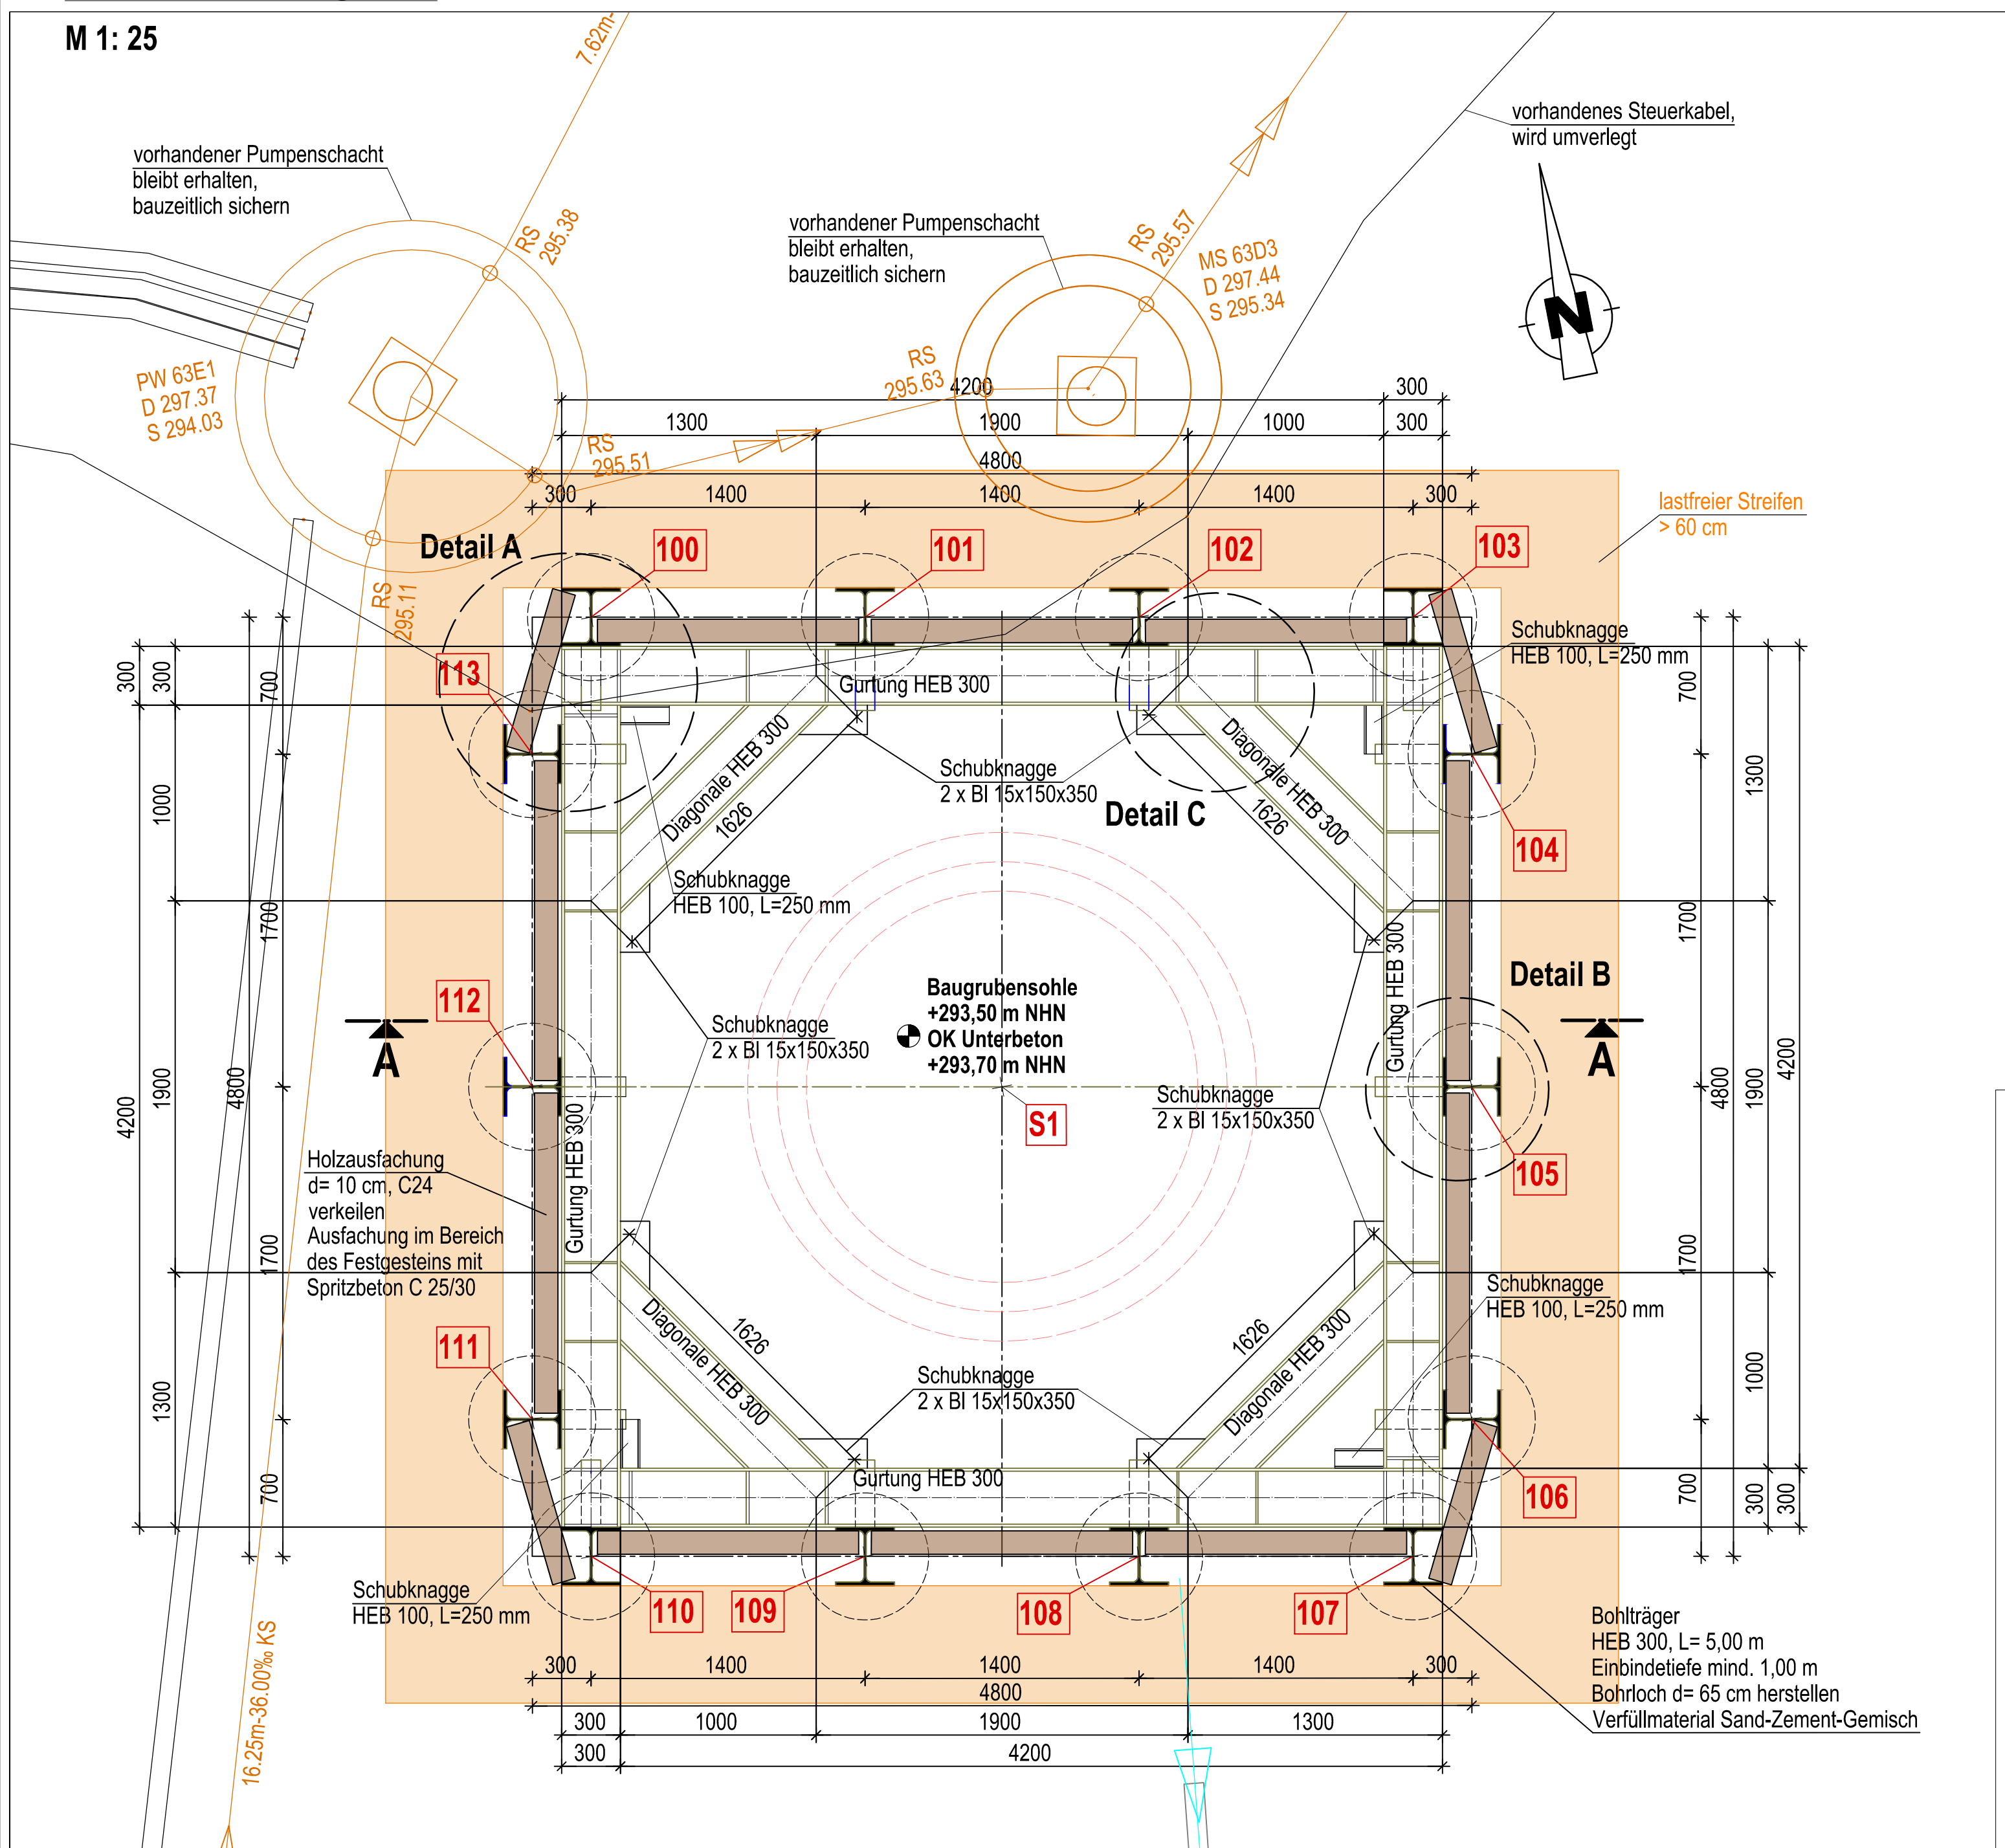 M 1: 25
7.62m-
vorhandenes Steuerkabel,
wird umverlegt
vorhandener Pumpenschacht
bleibt erhalten,
bauzeitlich sichern
vorhandener Pumpenschacht
bleibt erhalten,
bauzeitlich sichern
RS
295.38
RS
295.57
MS 63D3
D 297.44
S 295.34
N
PW 63E1
D 297.37
S 294.03
RS
295.63
RS
295.51
RS
295.11
4200
300
1300
1900
1000
300
4800
300
1400
1400
1400
300
lastfreier Streifen
> 60 cm
Detail A
100
101
102
103
Schubknagge
HEB 100, L=250 mm
113
Gurtung HEB 300
Diagonale HEB 300
1626
Diagonale HEB 300
1626
Schubknagge
2 x Bl 15x150x350
Detail C
104
Schubknagge
HEB 100, L=250 mm
300
300
700
1000
1700
1900
4800
4200
1700
1300
700
700
1300
1700
4800
1900
4200
1700
1000
700
300
300
Detail B
Gurtung HEB 300
Baugrubensohle
+293,50 m NHN
OK Unterbeton
+293,70 m NHN
112
A
A
Schubknagge
2 x Bl 15x150x350
Schubknagge
2 x Bl 15x150x350
S1
105
Holzausfachung
d= 10 cm, C24
verkeilen
Ausfachung im Bereich
des Festgesteins mit
Spritzbeton C 25/30
Gurtung HEB 300
Schubknagge
HEB 100, L=250 mm
111
Diagonale HEB 300
1626
1626
Diagonale HEB 300
Schubknagge
2 x Bl 15x150x350
Gurtung HEB 300
106
Schubknagge
HEB 100, L=250 mm
110
109
108
107
Bohlträger
HEB 300, L= 5,00 m
Einbindetiefe mind. 1,00 m
Bohrloch d= 65 cm herstellen
Verfüllmaterial Sand-Zement-Gemisch
16.25m-36.00‰ KS
300
1400
1400
1400
300
4800
300
1000
1900
1300
300
4200